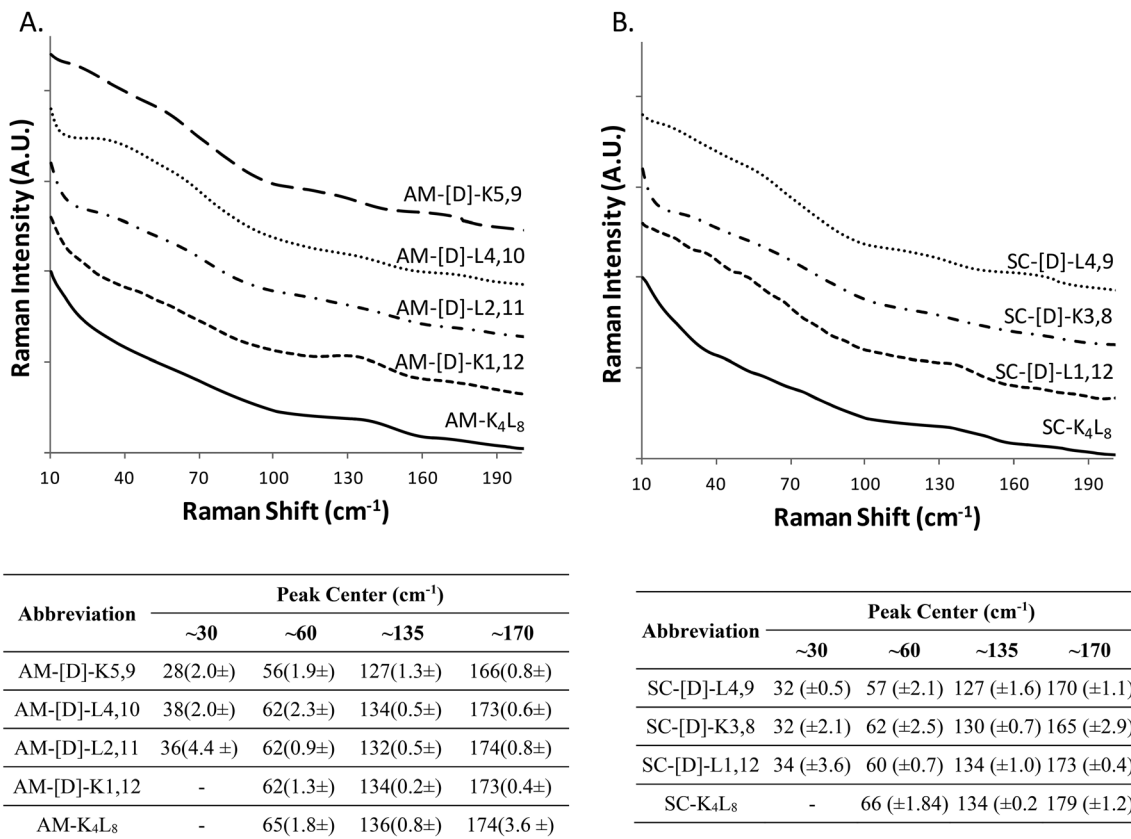 A.
Raman Intensity (A.U.)
AM-[D]-K5,9
AM-[D]-L4,10
AM-[D]-L2,11
AM-[D]-K1,12
AM-K₄L₈
10 40 70 100 130 160 190
Raman Shift (cm⁻¹)
B.
Raman Intensity (A.U.)
SC-[D]-L4,9
SC-[D]-K3,8
SC-[D]-L1,12
SC-K₄L₈
10 40 70 100 130 160 190
Raman Shift (cm⁻¹)
Abbreviation Peak Center (cm⁻¹)
~30 ~60 ~135 ~170
AM-[D]-K5,9 28(2.0±) 56(1.9±) 127(1.3±) 166(0.8±)
AM-[D]-L4,10 38(2.0±) 62(2.3±) 134(0.5±) 173(0.6±)
AM-[D]-L2,11 36(4.4 ±) 62(0.9±) 132(0.5±) 174(0.8±)
AM-[D]-K1,12 - 62(1.3±) 134(0.2±) 173(0.4±)
AM-K₄L₈ - 65(1.8±) 136(0.8±) 174(3.6 ±)
Abbreviation Peak Center (cm⁻¹)
~30 ~60 ~135 ~170
SC-[D]-L4,9 32 (±0.5) 57 (±2.1) 127 (±1.6) 170 (±1.1)
SC-[D]-K3,8 32 (±2.1) 62 (±2.5) 130 (±0.7) 165 (±2.9)
SC-[D]-L1,12 34 (±3.6) 60 (±0.7) 134 (±1.0) 173 (±0.4)
SC-K₄L₈ - 66 (±1.84) 134 (±0.2 179 (±1.2)